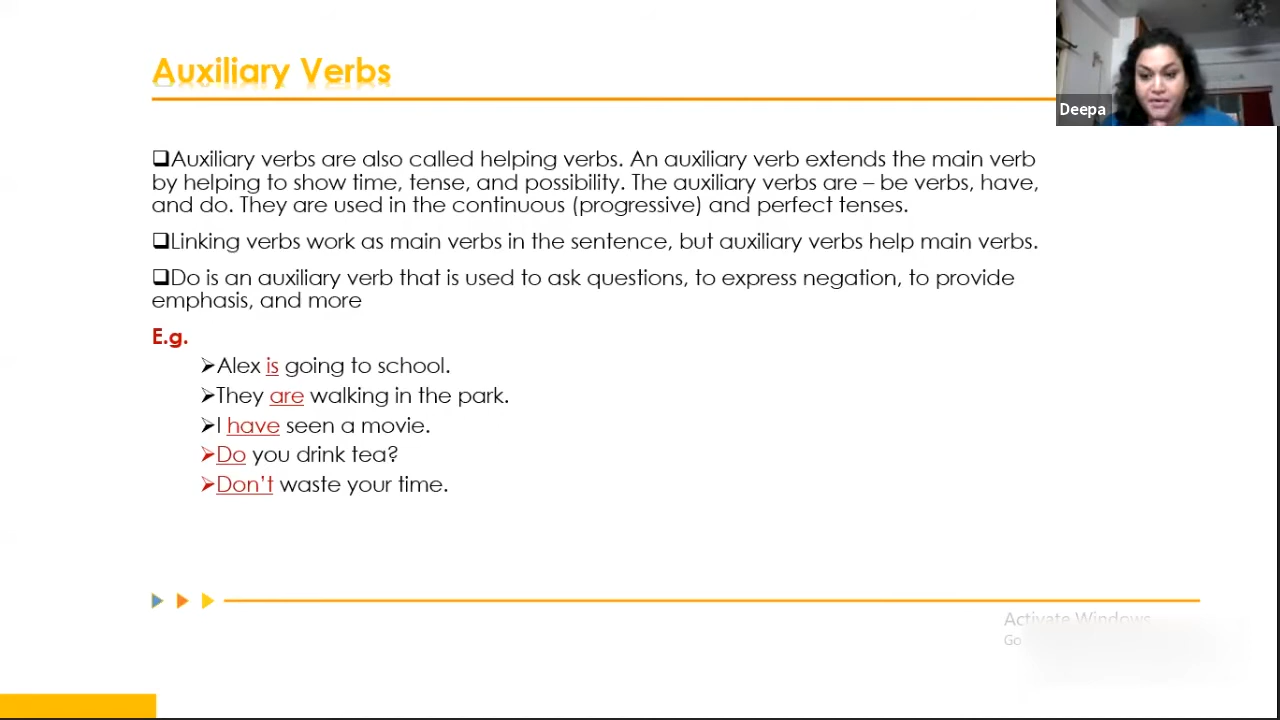 Auxiliary Verbs
Deepa
❑Auxiliary verbs are also called helping verbs. An auxiliary verb extends the main verb
by helping to show time, tense, and possibility. The auxiliary verbs are – be verbs, have,
and do. They are used in the continuous (progressive) and perfect tenses.
❑Linking verbs work as main verbs in the sentence, but auxiliary verbs help main verbs.
❑Do is an auxiliary verb that is used to ask questions, to express negation, to provide
emphasis, and more
E.g.
➢Alex is going to school.
➢They are walking in the park.
➢I have seen a movie.
➢Do you drink tea?
➢Don’t waste your time.
Activate Windows
Go